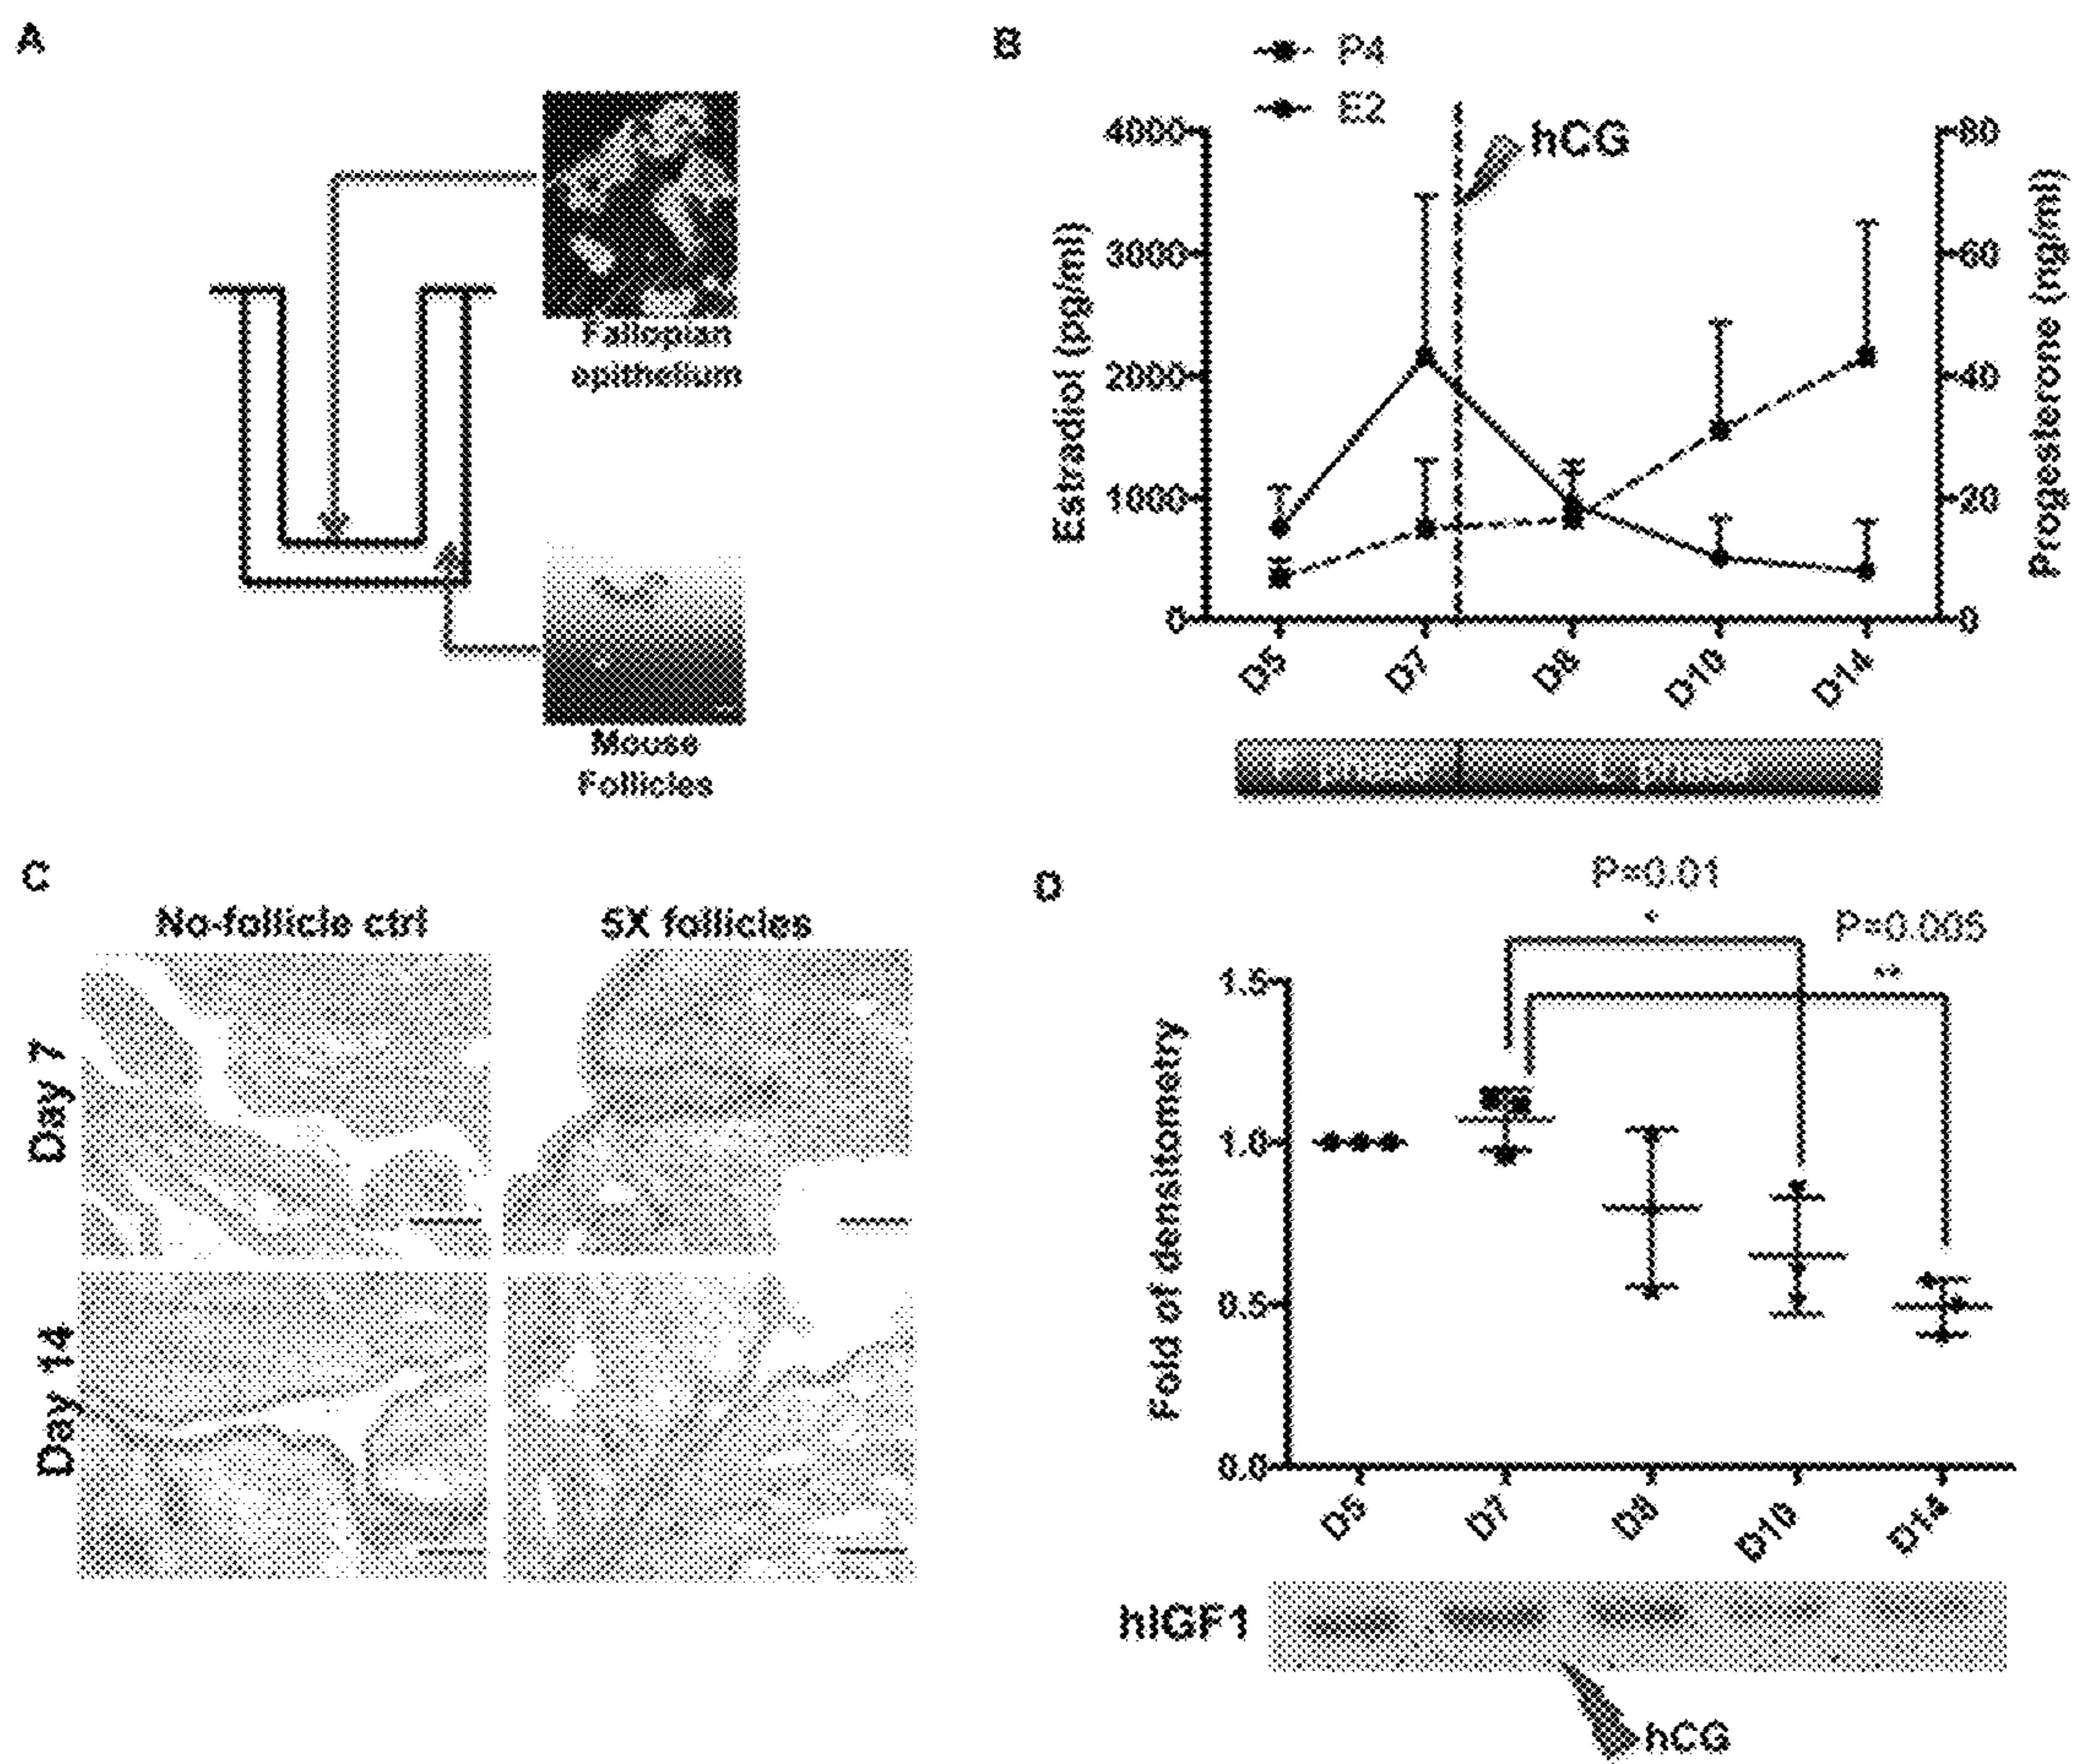 A
Fallopian
epithelium
Mouse
Follicles
B
P4
E2
hCG
4000
3000
2000
1000
0
80
60
40
20
0
Estradiol (pg/ml)
Progesterone (ng/ml)
D5
D7
D8
D10
D14
C
No-follicle ctrl
5X follicles
Day 7
Day 14
D
P=0.01
*
P=0.005
**
1.5
1.0
0.5
0.0
Fold of densitometry
D5
D7
D8
D10
D14
hIGF1
hCG